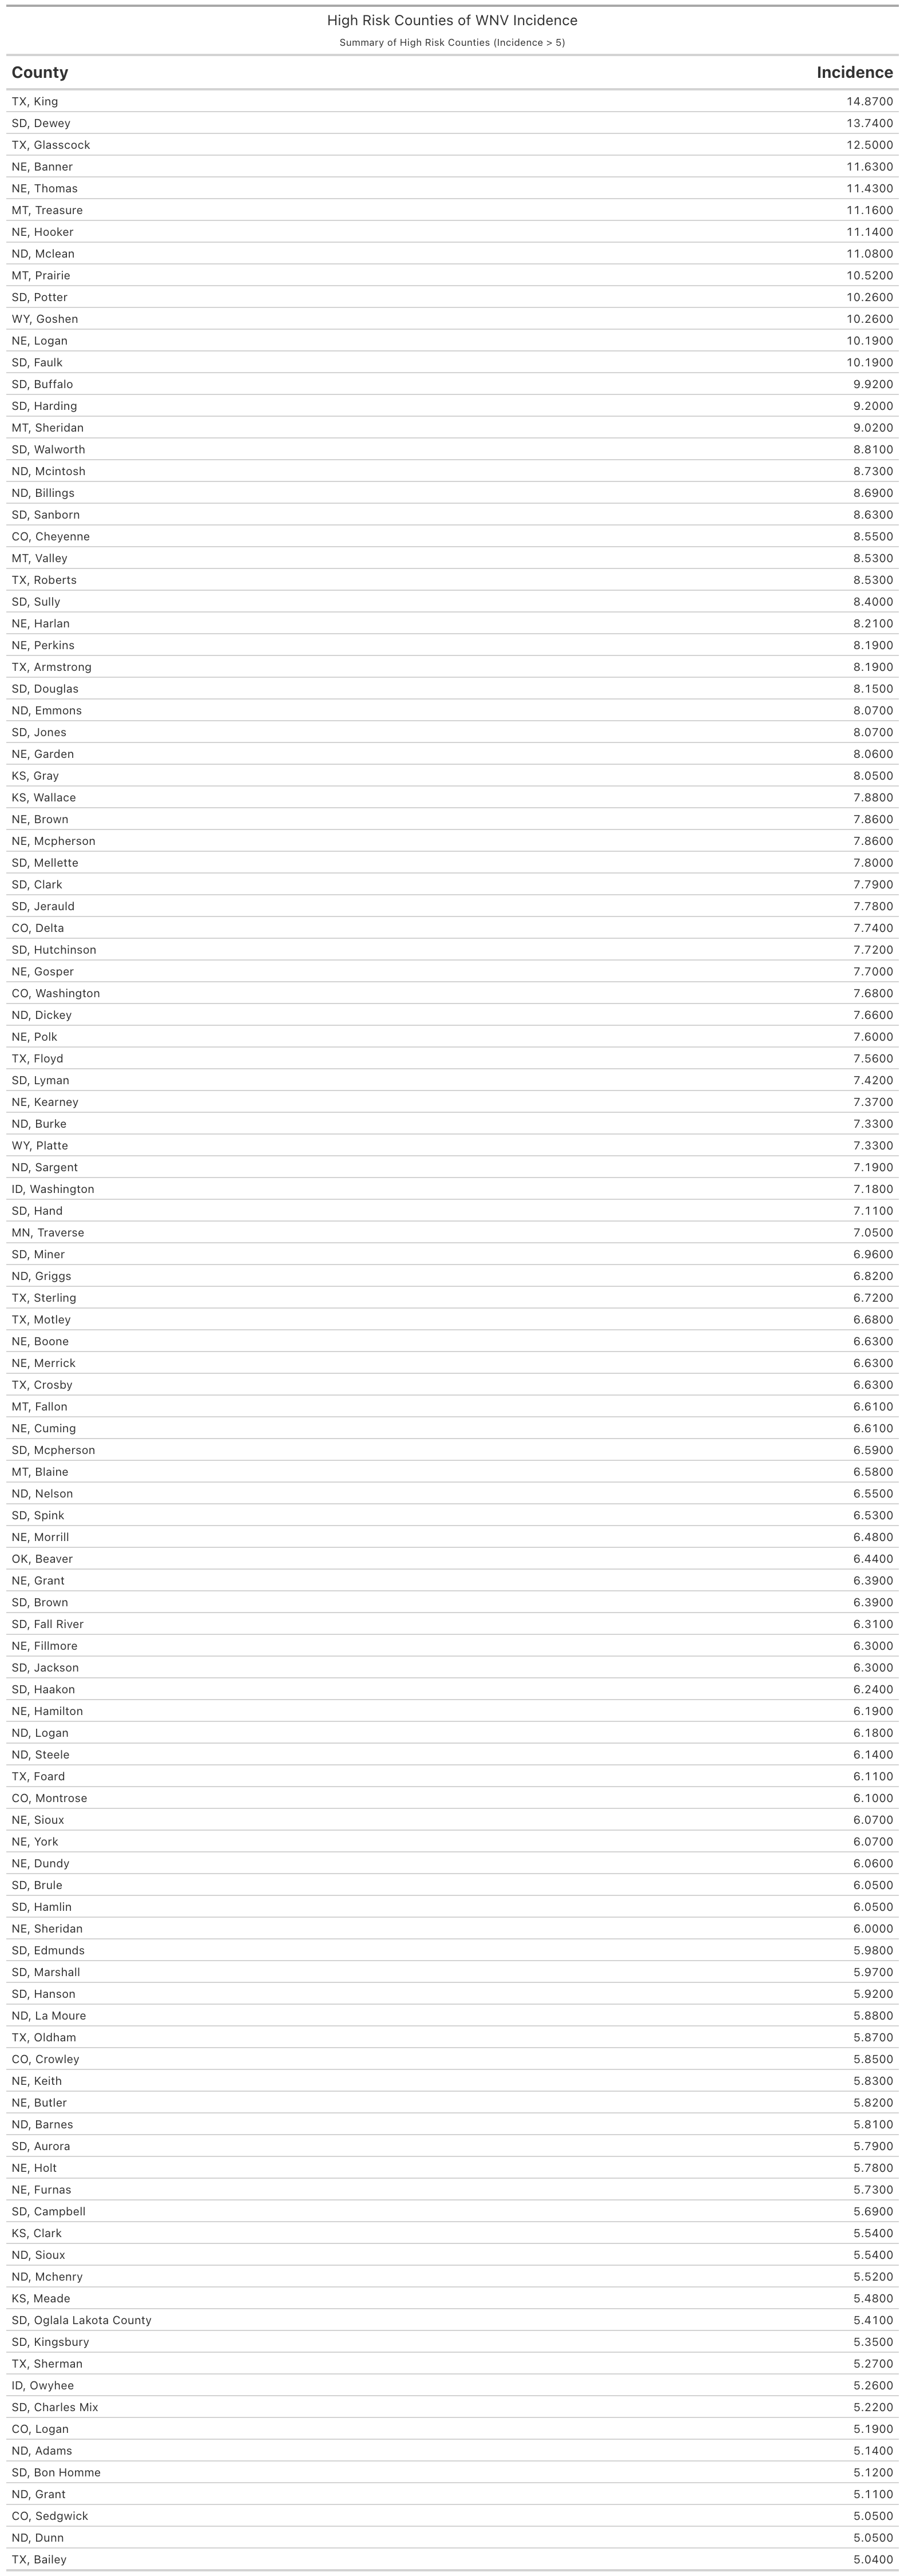 High Risk Counties of WNV Incidence
Summary of High Risk Counties (Incidence > 5)
County Incidence
TX, King 14.8700
SD, Dewey 13.7400
TX, Glasscock 12.5000
NE, Banner 11.6300
NE, Thomas 11.4300
MT, Treasure 11.1600
NE, Hooker 11.1400
ND, Mclean 11.0800
MT, Prairie 10.5200
SD, Potter 10.2600
WY, Goshen 10.2600
NE, Logan 10.1900
SD, Faulk 10.1900
SD, Buffalo 9.9200
SD, Harding 9.2000
MT, Sheridan 9.0200
SD, Walworth 8.8100
ND, Mcintosh 8.7300
ND, Billings 8.6900
SD, Sanborn 8.6300
CO, Cheyenne 8.5500
MT, Valley 8.5300
TX, Roberts 8.5300
SD, Sully 8.4000
NE, Harlan 8.2100
NE, Perkins 8.1900
TX, Armstrong 8.1900
SD, Douglas 8.1500
ND, Emmons 8.0700
SD, Jones 8.0700
NE, Garden 8.0600
KS, Gray 8.0500
KS, Wallace 7.8800
NE, Brown 7.8600
NE, Mcpherson 7.8600
SD, Mellette 7.8000
SD, Clark 7.7900
SD, Jerauld 7.7800
CO, Delta 7.7400
SD, Hutchinson 7.7200
NE, Gosper 7.7000
CO, Washington 7.6800
ND, Dickey 7.6600
NE, Polk 7.6000
TX, Floyd 7.5600
SD, Lyman 7.4200
NE, Kearney 7.3700
ND, Burke 7.3300
WY, Platte 7.3300
ND, Sargent 7.1900
ID, Washington 7.1800
SD, Hand 7.1100
MN, Traverse 7.0500
SD, Miner 6.9600
ND, Griggs 6.8200
TX, Sterling 6.7200
TX, Motley 6.6800
NE, Boone 6.6300
NE, Merrick 6.6300
TX, Crosby 6.6300
MT, Fallon 6.6100
NE, Cuming 6.6100
SD, Mcpherson 6.5900
MT, Blaine 6.5800
ND, Nelson 6.5500
SD, Spink 6.5300
NE, Morrill 6.4800
OK, Beaver 6.4400
NE, Grant 6.3900
SD, Brown 6.3900
SD, Fall River 6.3100
NE, Fillmore 6.3000
SD, Jackson 6.3000
SD, Haakon 6.2400
NE, Hamilton 6.1900
ND, Logan 6.1800
ND, Steele 6.1400
TX, Foard 6.1100
CO, Montrose 6.1000
NE, Sioux 6.0700
NE, York 6.0700
NE, Dundy 6.0600
SD, Brule 6.0500
SD, Hamlin 6.0500
NE, Sheridan 6.0000
SD, Edmunds 5.9800
SD, Marshall 5.9700
SD, Hanson 5.9200
ND, La Moure 5.8800
TX, Oldham 5.8700
CO, Crowley 5.8500
NE, Keith 5.8300
NE, Butler 5.8200
ND, Barnes 5.8100
SD, Aurora 5.7900
NE, Holt 5.7800
NE, Furnas 5.7300
SD, Campbell 5.6900
KS, Clark 5.5400
ND, Sioux 5.5400
ND, Mchenry 5.5200
KS, Meade 5.4800
SD, Oglala Lakota County 5.4100
SD, Kingsbury 5.3500
TX, Sherman 5.2700
ID, Owyhee 5.2600
SD, Charles Mix 5.2200
CO, Logan 5.1900
ND, Adams 5.1400
SD, Bon Homme 5.1200
ND, Grant 5.1100
CO, Sedgwick 5.0500
ND, Dunn 5.0500
TX, Bailey 5.0400